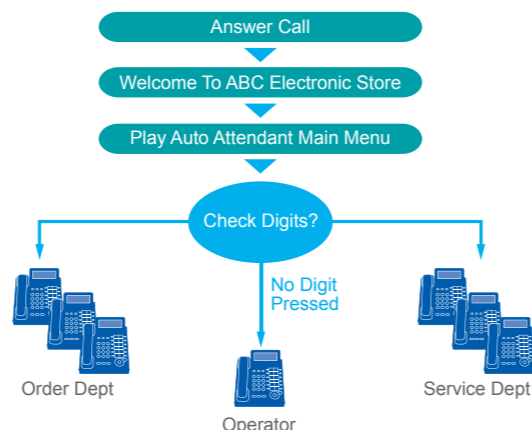 Answer Call
Welcome To ABC Electronic Store
Play Auto Attendant Main Menu
Check Digits?
No Digit
Pressed
Order Dept
Service Dept
Operator